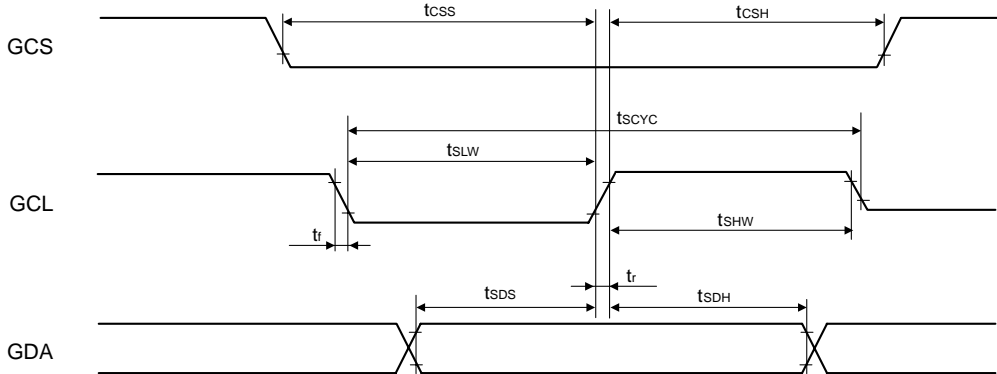 tCSS
tCSH
GCS
tSCYC
tSLW
GCL
tSHW
tf
tr
tSDS
tSDH
GDA